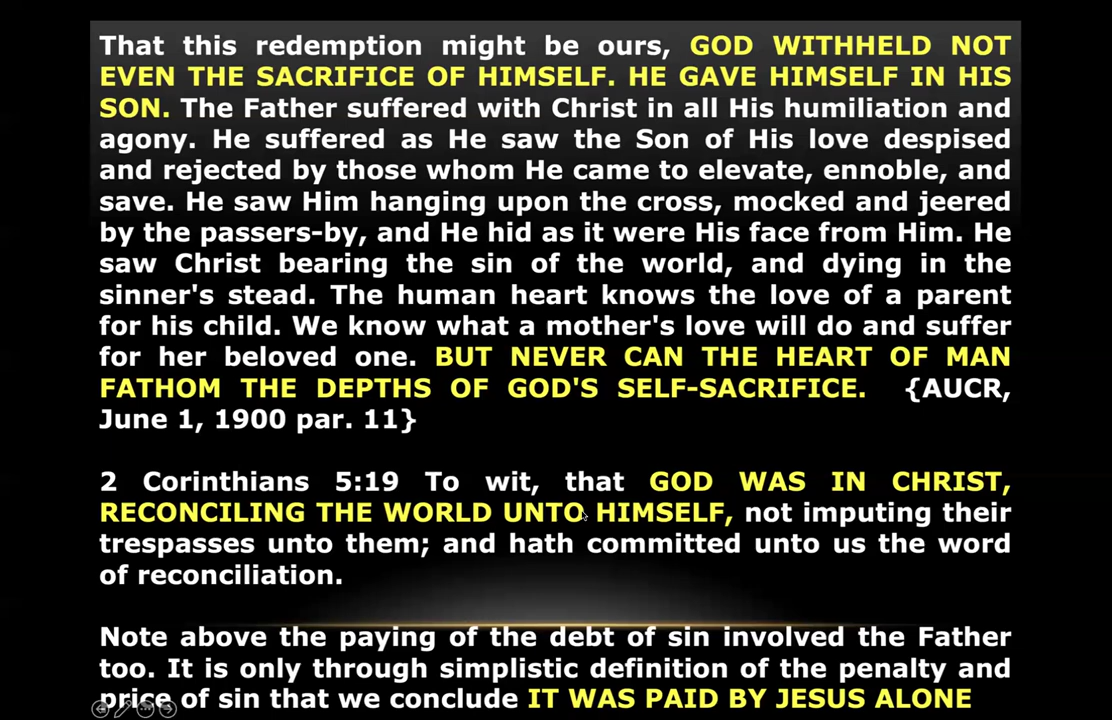 That this redemption might be ours, GOD WITHHELD NOT
EVEN THE SACRIFICE OF HIMSELF. HE GAVE HIMSELF IN HIS
SON. The Father suffered with Christ in all His humiliation and
agony. He suffered as He saw the Son of His love despised
and rejected by those whom He came to elevate, ennoble, and
save. He saw Him hanging upon the cross, mocked and jeered
by the passers-by, and He hid as it were His face from Him. He
saw Christ bearing the sin of the world, and dying in the
sinner's stead. The human heart knows the love of a parent
for his child. We know what a mother's love will do and suffer
for her beloved one. BUT NEVER CAN THE HEART OF MAN
FATHOM THE DEPTHS OF GOD'S SELF-SACRIFICE. {AUCR,
June 1, 1900 par. 11}
2 Corinthians 5:19 To wit, that GOD WAS IN CHRIST,
RECONCILING THE WORLD UNTO HIMSELF, not imputing their
trespasses unto them; and hath committed unto us the word
of reconciliation.
Note above the paying of the debt of sin involved the Father
too. It is only through simplistic definition of the penalty and
price of sin that we conclude IT WAS PAID BY JESUS ALONE